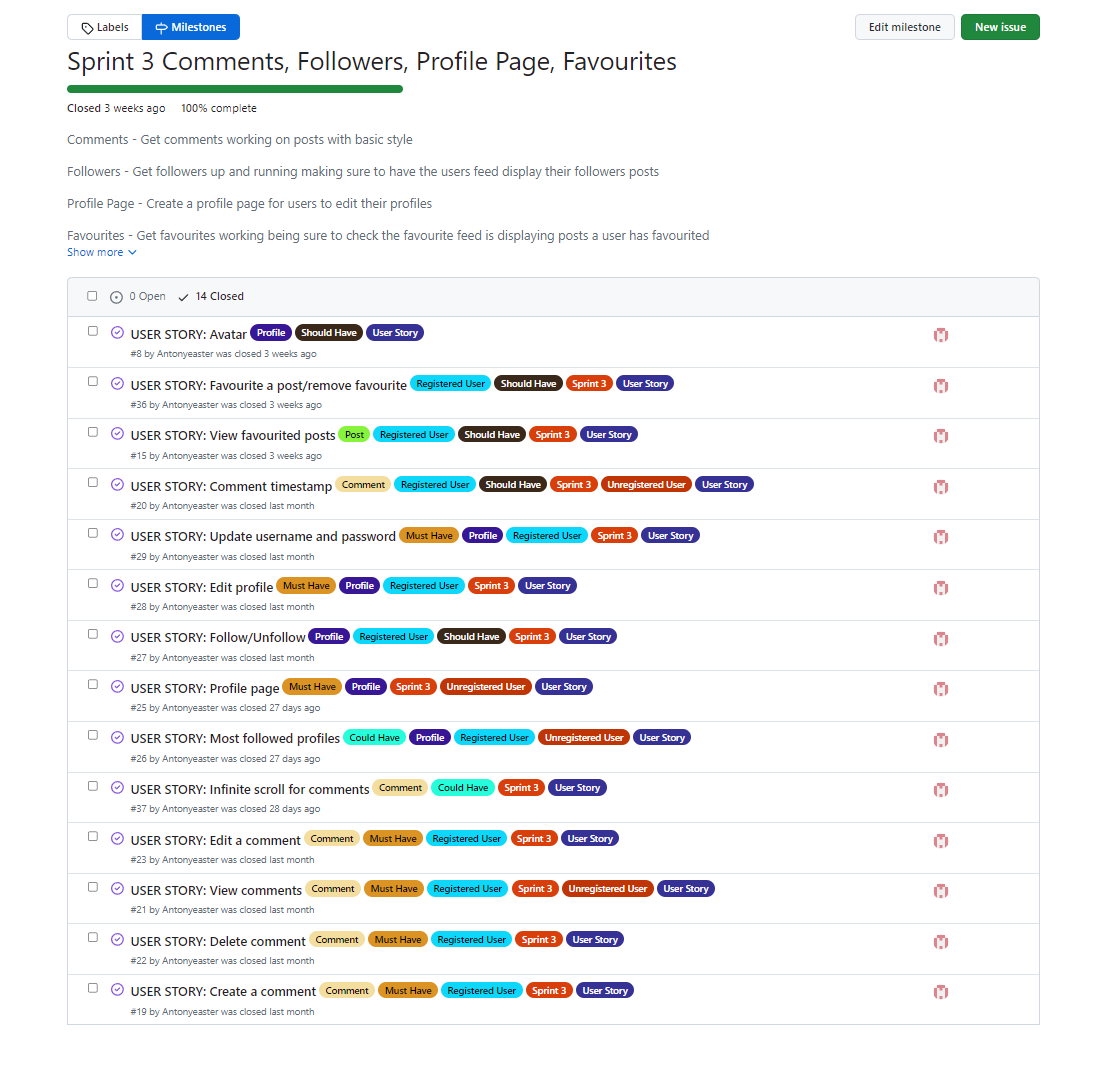 Labels Milestones Edit milestone New issue
Sprint 3 Comments, Followers, Profile Page, Favourites
Closed 3 weeks ago 100% complete
Comments - Get comments working on posts with basic style
Followers - Get followers up and running making sure to have the users feed display their followers posts
Profile Page - Create a profile page for users to edit their profiles
Favourites - Get favourites working being sure to check the favourite feed is displaying posts a user has favourited
Show more
0 Open 14 Closed
USER STORY: Avatar Profile Should Have User Story
#8 by Antonyeaster was closed 3 weeks ago
USER STORY: Favourite a post/remove favourite Registered User Should Have Sprint 3 User Story
#36 by Antonyeaster was closed 3 weeks ago
USER STORY: View favourited posts Post Registered User Should Have Sprint 3 User Story
#15 by Antonyeaster was closed 3 weeks ago
USER STORY: Comment timestamp Comment Registered User Should Have Sprint 3 Unregistered User User Story
#20 by Antonyeaster was closed last month
USER STORY: Update username and password Must Have Profile Registered User Sprint 3 User Story
#29 by Antonyeaster was closed last month
USER STORY: Edit profile Must Have Profile Registered User Sprint 3 User Story
#28 by Antonyeaster was closed last month
USER STORY: Follow/Unfollow Profile Registered User Should Have Sprint 3 User Story
#27 by Antonyeaster was closed last month
USER STORY: Profile page Must Have Profile Sprint 3 Unregistered User User Story
#25 by Antonyeaster was closed 27 days ago
USER STORY: Most followed profiles Could Have Profile Registered User Unregistered User User Story
#26 by Antonyeaster was closed 27 days ago
USER STORY: Infinite scroll for comments Comment Could Have Sprint 3 User Story
#37 by Antonyeaster was closed 28 days ago
USER STORY: Edit a comment Comment Must Have Registered User Sprint 3 User Story
#23 by Antonyeaster was closed last month
USER STORY: View comments Comment Must Have Registered User Sprint 3 Unregistered User User Story
#21 by Antonyeaster was closed last month
USER STORY: Delete comment Comment Must Have Registered User Sprint 3 User Story
#22 by Antonyeaster was closed last month
USER STORY: Create a comment Comment Must Have Registered User Sprint 3 User Story
#19 by Antonyeaster was closed last month